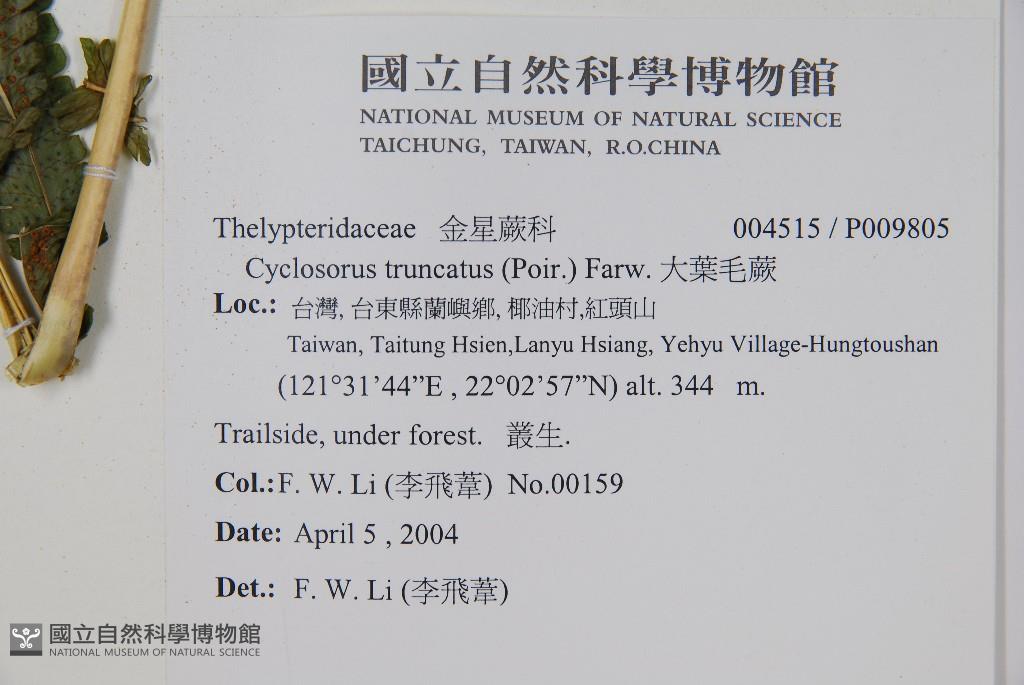 國立自然科學博物館
NATIONAL MUSEUM OF NATURAL SCIENCE
TAICHUNG, TAIWAN, R.O.CHINA
Thelypteridaceae 金星蕨科 004515 / P009805
Cyclosorus truncatus (Poir.) Farw. 大葉毛蕨
Loc.: 台灣, 台東縣蘭嶼鄉, 椰油村,紅頭山
Taiwan, Taitung Hsien,Lanyu Hsiang, Yehyu Village-Hungtoushan
(121°31’44”E , 22°02’57”N) alt. 344 m.
Trailside, under forest. 叢生.
Col.:F. W. Li (李飛葦) No.00159
Date: April 5 , 2004
Det.: F. W. Li (李飛葦)
國立自然科學博物館
NATIONAL MUSEUM OF NATURAL SCIENCE